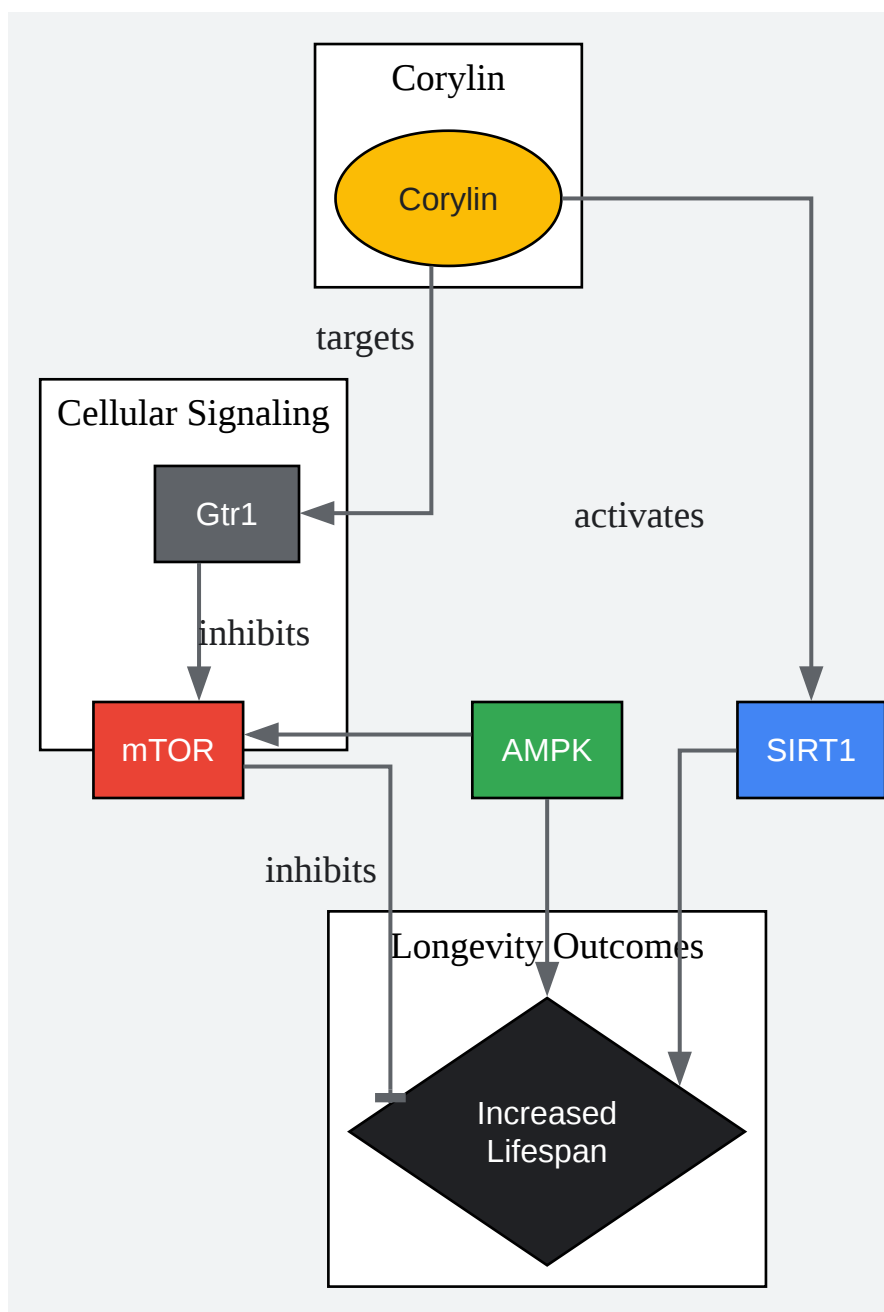 Corylin
Corylin
targets
Cellular Signaling
Gtr1
activates
inhibits
mTOR
AMPK
SIRT1
inhibits
Longevity Outcomes
Increased
Lifespan